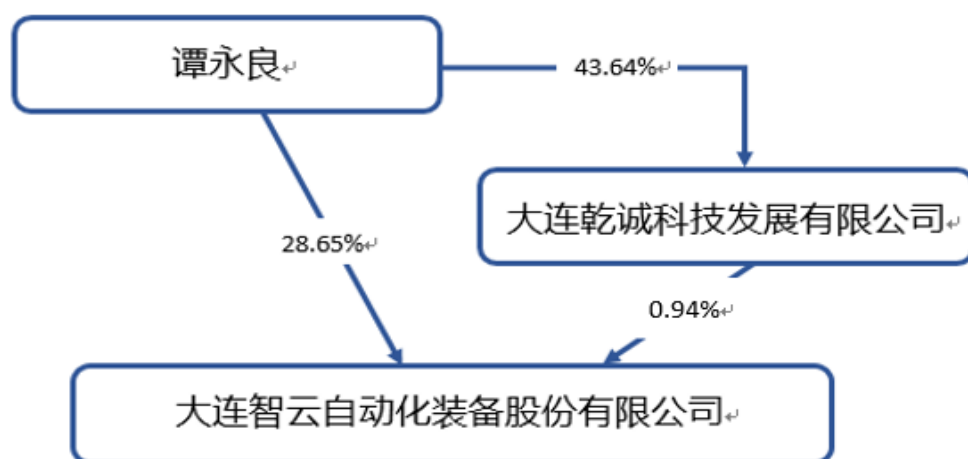 谭永良
43.64%
大连乾诚科技发展有限公司
28.65%
0.94%
大连智云自动化装备股份有限公司